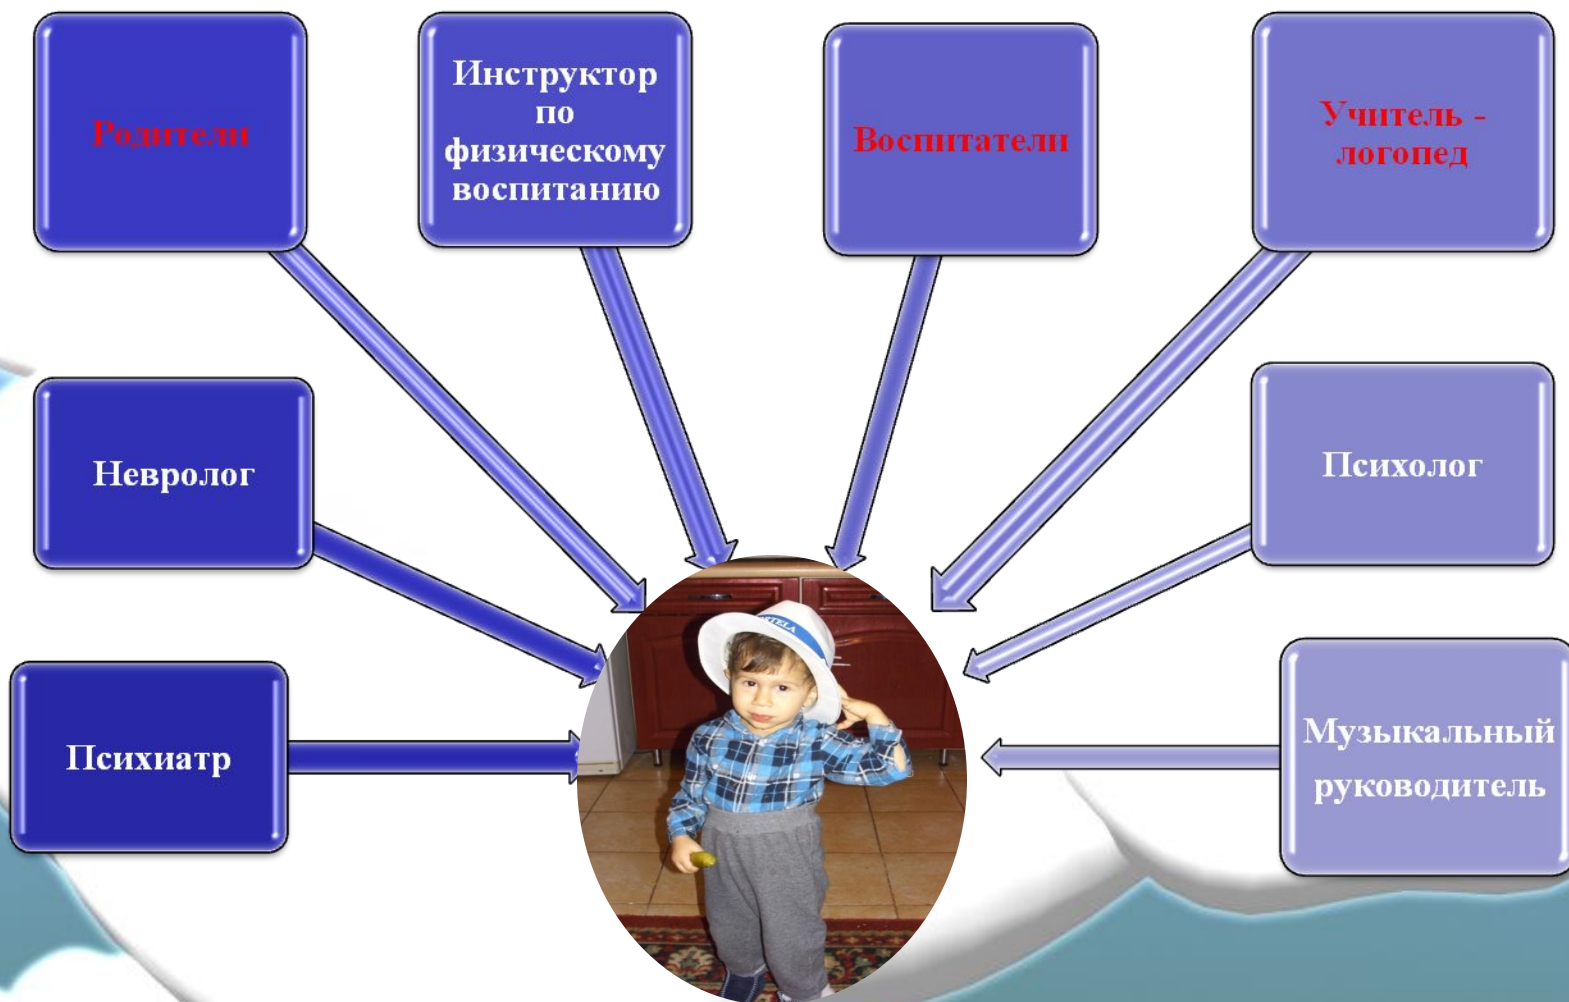 Родители
Инструктор
по
физическому
воспитанию
Воспитатели
Учитель -
логопед
Невролог
Психолог
Психиатр
Музыкальный
руководитель